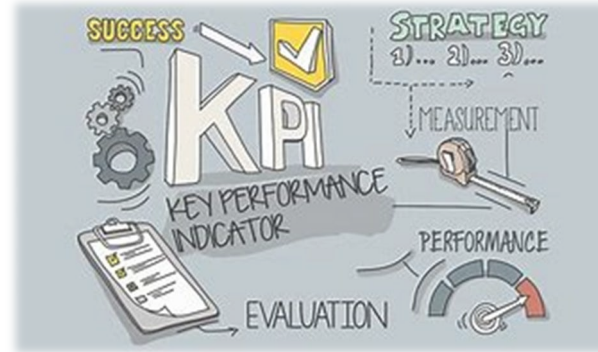 SUCCESS
STRATEGY
1)... 2)... 3)...
KPI
MEASUREMENT
KEY PERFORMANCE
INDICATOR
PERFORMANCE
EVALUATION